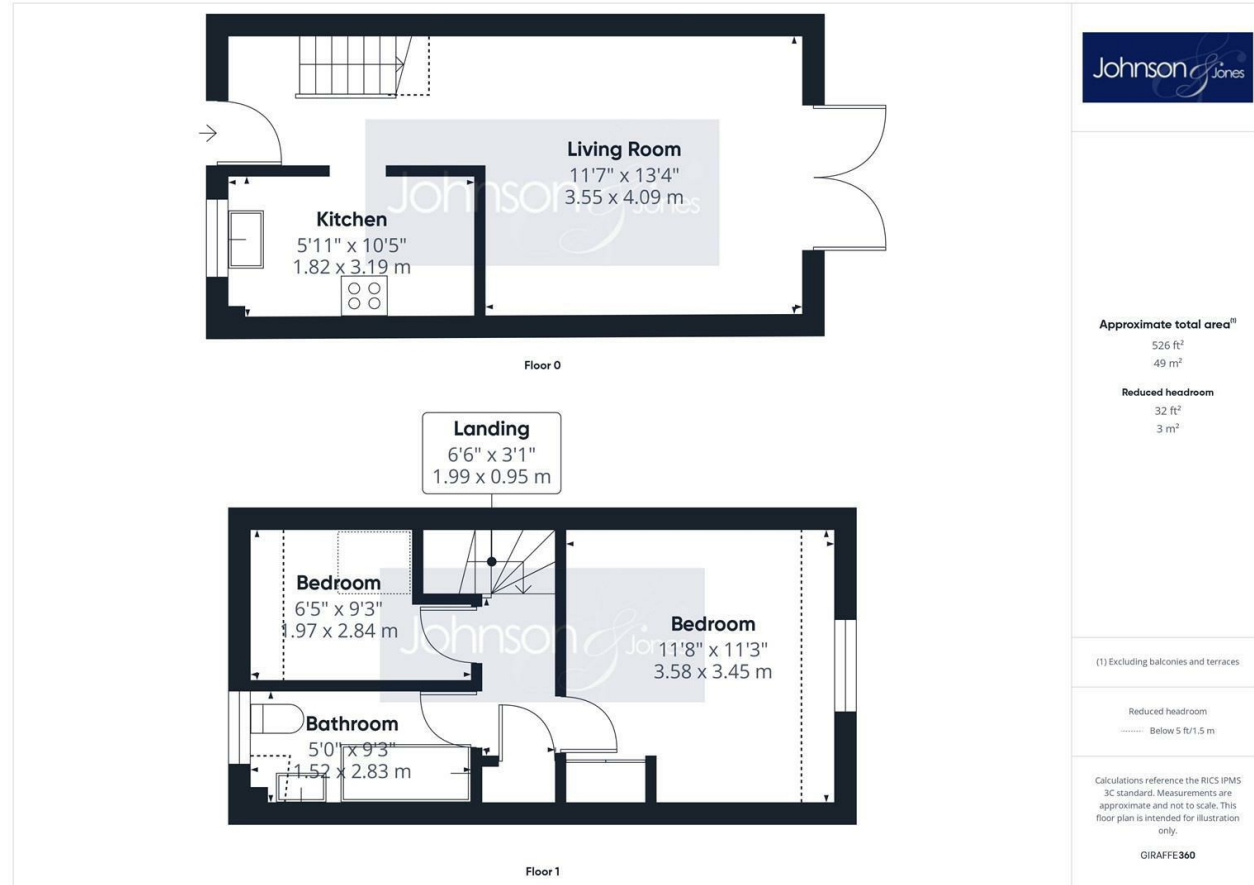 Living Room
11'7" x 13'4"
3.55 x 4.09 m
Kitchen
5'11" x 10'5"
1.82 x 3.19 m
Johnson & Jones
Floor 0
Landing
6'6" x 3'1"
1.99 x 0.95 m
Bedroom
6'5" x 9'3"
1.97 x 2.84 m
Bedroom
11'8" x 11'3"
3.58 x 3.45 m
Johnson & Jones
Bathroom
5'0" x 9'3"
1.52 x 2.83 m
Floor 1
Johnson & Jones
Approximate total area(1)
526 ft²
49 m²
Reduced headroom
32 ft²
3 m²
(1) Excluding balconies and terraces
Reduced headroom
Below 5 ft/1.5 m
Calculations reference the RICS IPMS
3C standard. Measurements are
approximate and not to scale. This
floor plan is intended for illustration
only.
GIRAFFE360